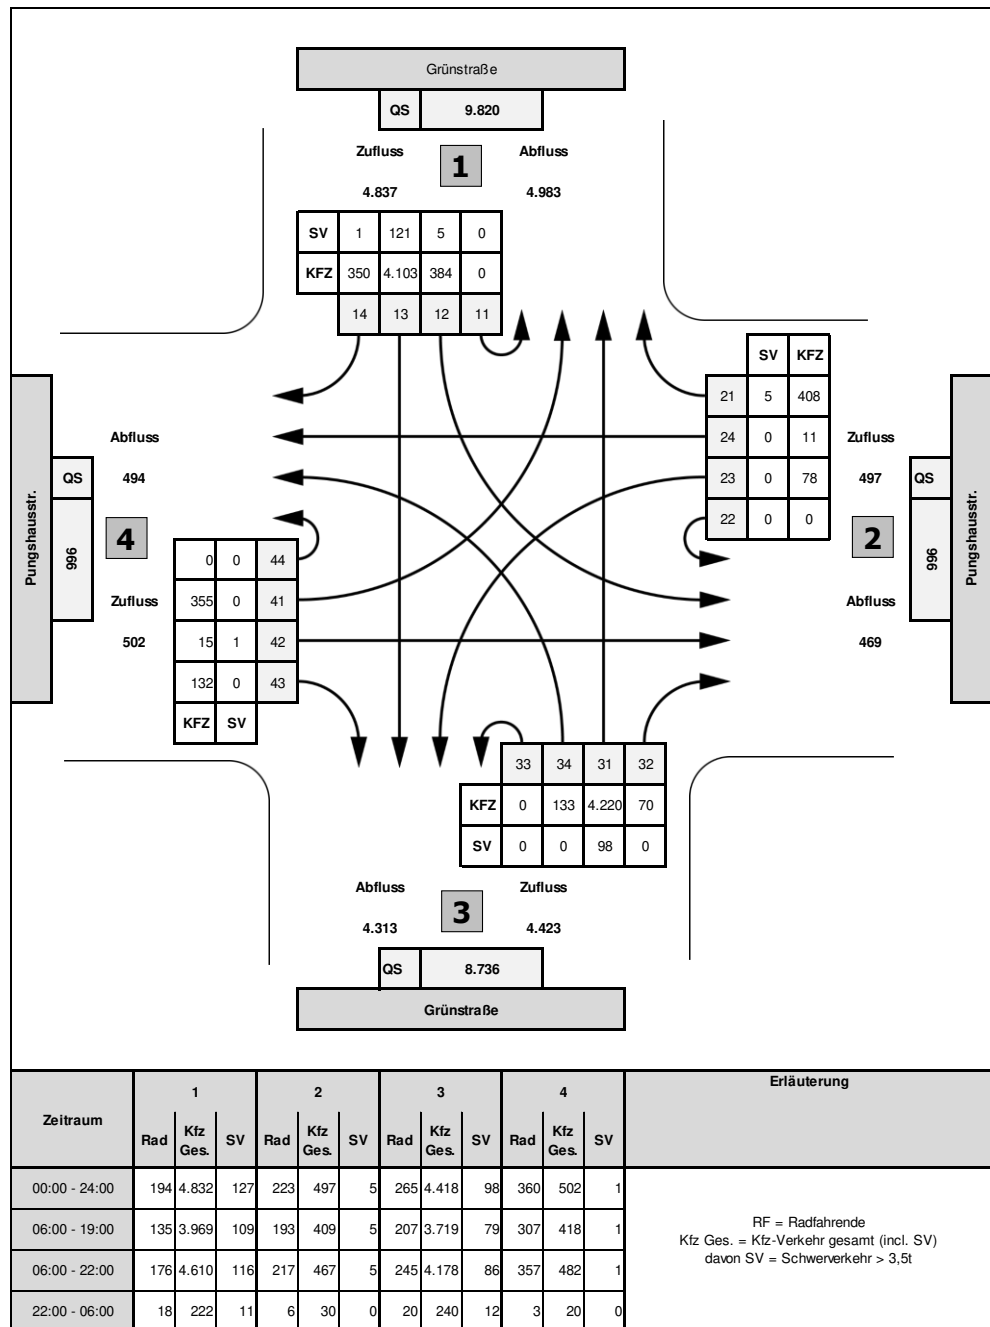 Grünstraße
QS 9.820
Zufluss 1 Abfluss
4.837 4.983
SV 1 121 5 0
KFZ 350 4.103 384 0
14 13 12 11
SV KFZ
21 5 408
24 0 11
23 0 78
22 0 0
Zufluss
497
2
Abfluss
469
QS
996
Pungshausstr.
Pungshausstr.
QS
996
Abfluss
494
4
Zufluss
502
0 0 44
355 0 41
15 1 42
132 0 43
KFZ SV
33 34 31 32
KFZ 0 133 4.220 70
SV 0 0 98 0
Abfluss 3 Zufluss
4.313 4.423
QS 8.736
Grünstraße
Zeitraum 1 2 3 4 Erläuterung
Rad Kfz Ges. SV Rad Kfz Ges. SV Rad Kfz Ges. SV Rad Kfz Ges. SV
00:00 - 24:00 194 4.832 127 223 497 5 265 4.418 98 360 502 1
06:00 - 19:00 135 3.969 109 193 409 5 207 3.719 79 307 418 1
06:00 - 22:00 176 4.610 116 217 467 5 245 4.178 86 357 482 1
22:00 - 06:00 18 222 11 6 30 0 20 240 12 3 20 0
RF = Radfahrende
Kfz Ges. = Kfz-Verkehr gesamt (incl. SV)
davon SV = Schwerverkehr > 3,5t